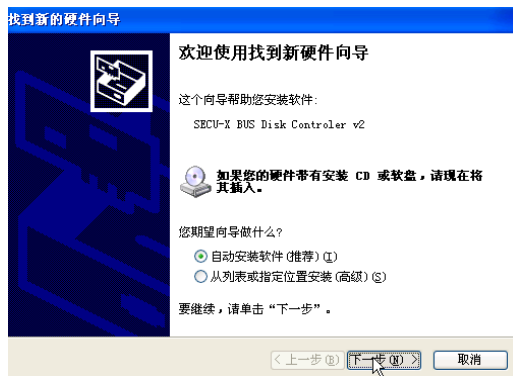 找到新的硬件向导
欢迎使用找到新硬件向导
这个向导帮助您安装软件:
SECU-X BUS Disk Controler v2
如果您的硬件带有安装 CD 或软盘，请现在将
其插入。
您期望向导做什么?
自动安装软件(推荐)(I)
从列表或指定位置安装(高级)(S)
要继续，请单击“下一步”。
<上一步(B) 下一步(N)> 取消